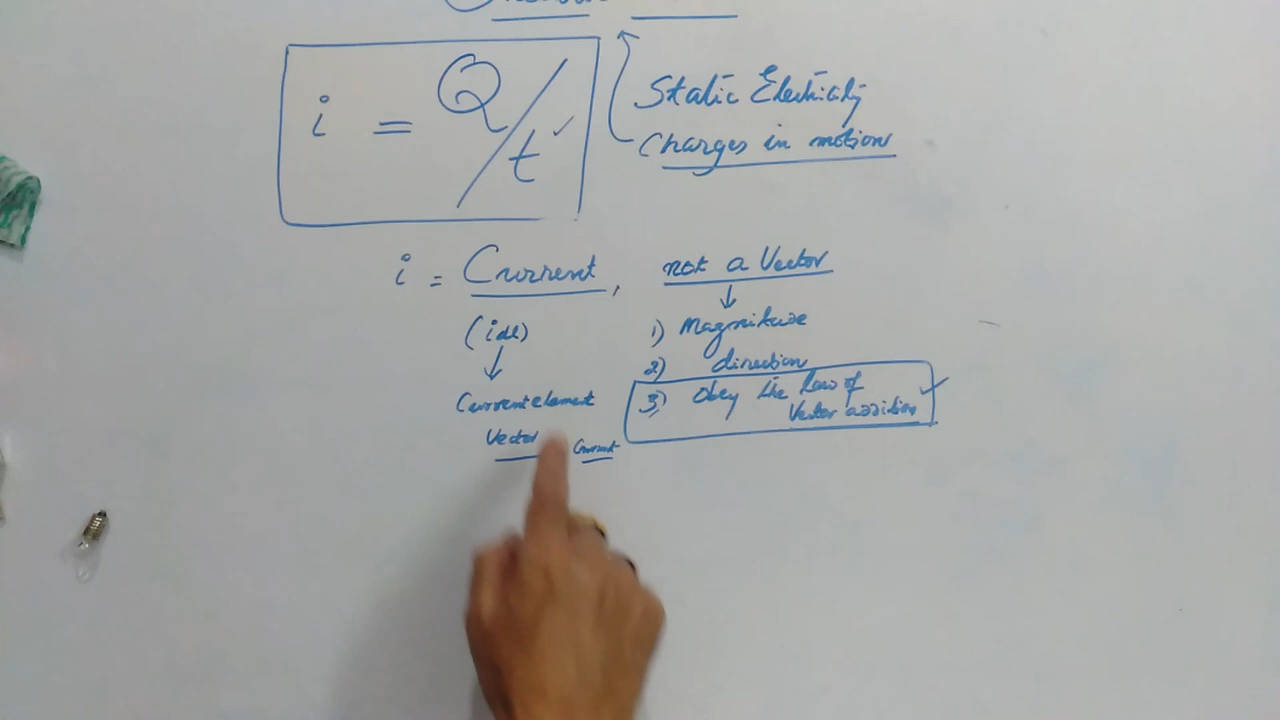 i = Q/t
Static Electricity
Charges in motion
i = Current, not a Vector
(idl)
Current element
Vector Current
1) Magnitude
2) direction
3) Obey the law of
Vector addition